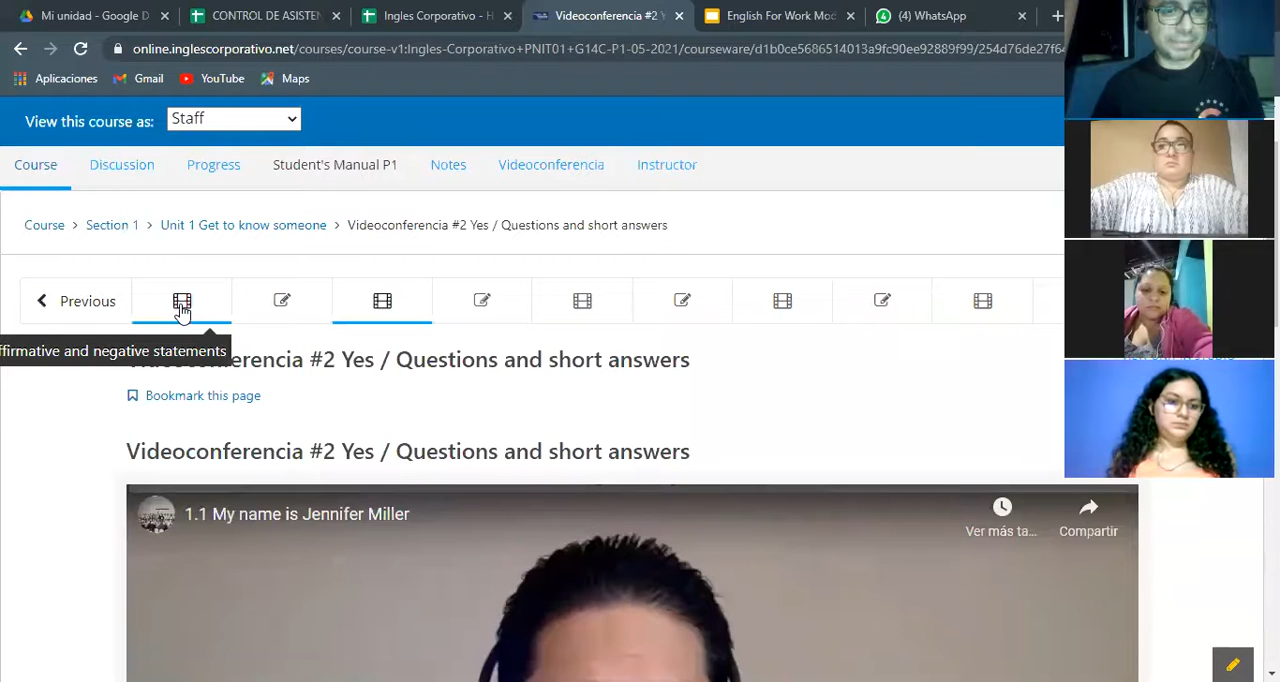 Mi unidad - Google D
CONTROL DE ASISTEN
Ingles Corporativo - H
Videoconferencia #2 Y
English For Work Mod
(4) WhatsApp
online.inglescorporativo.net/courses/course-v1:Ingles-Corporativo+PNIT01+G14C-P1-05-2021/courseware/d1b0ce5686514013a9fc90ee92889f99/254d76de27f64
Aplicaciones
Gmail
YouTube
Maps
View this course as:
Staff
Course
Discussion
Progress
Student's Manual P1
Notes
Videoconferencia
Instructor
Course > Section 1 > Unit 1 Get to know someone > Videoconferencia #2 Yes / Questions and short answers
Previous
ffirmative and negative statements
conferencia #2 Yes / Questions and short answers
Bookmark this page
Videoconferencia #2 Yes / Questions and short answers
1.1 My name is Jennifer Miller
Ver más ta...
Compartir